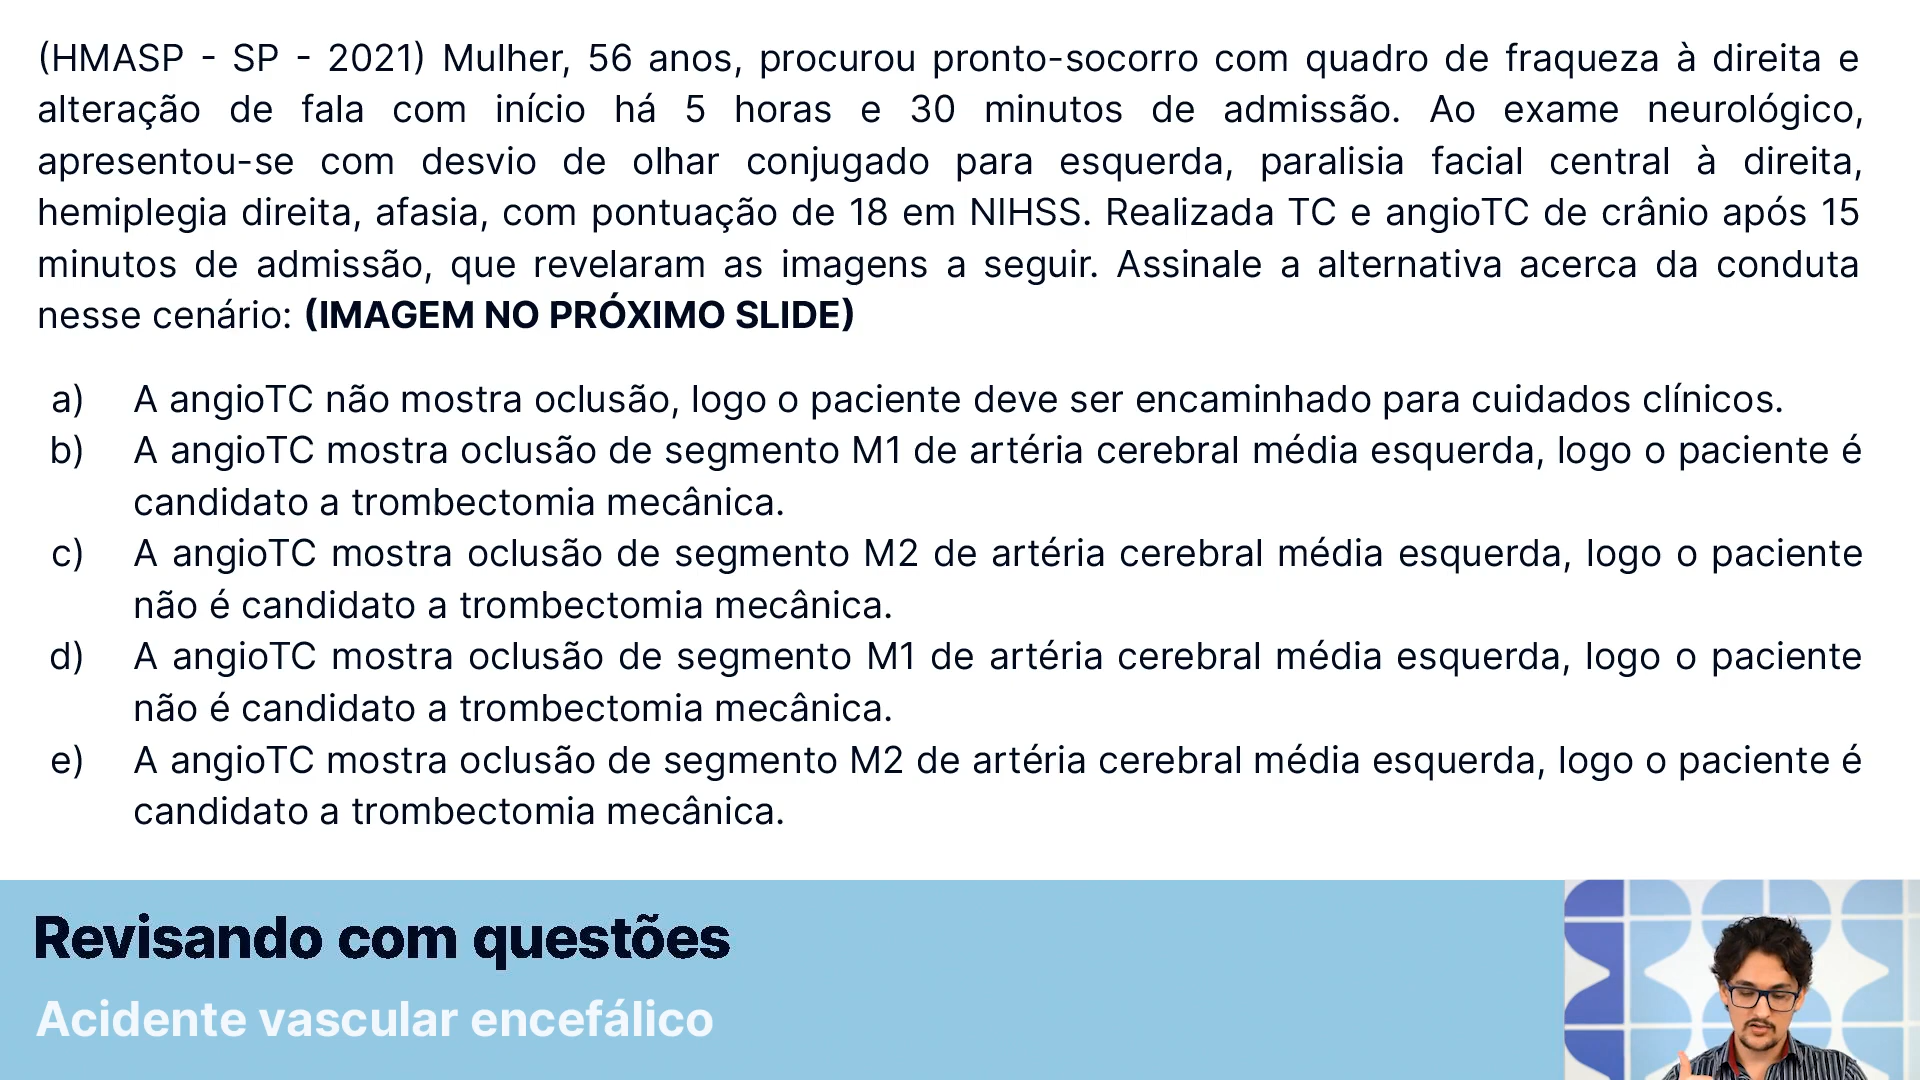 (HMASP - SP - 2021) Mulher, 56 anos, procurou pronto-socorro com quadro de fraqueza à direita e
alteração de fala com início há 5 horas e 30 minutos de admissão. Ao exame neurológico,
apresentou-se com desvio de olhar conjugado para esquerda, paralisia facial central à direita,
hemiplegia direita, afasia, com pontuação de 18 em NIHSS. Realizada TC e angioTC de crânio após 15
minutos de admissão, que revelaram as imagens a seguir. Assinale a alternativa acerca da conduta
nesse cenário: (IMAGEM NO PRÓXIMO SLIDE)
a) A angioTC não mostra oclusão, logo o paciente deve ser encaminhado para cuidados clínicos.
b) A angioTC mostra oclusão de segmento M1 de artéria cerebral média esquerda, logo o paciente é
candidato a trombectomia mecânica.
c) A angioTC mostra oclusão de segmento M2 de artéria cerebral média esquerda, logo o paciente
não é candidato a trombectomia mecânica.
d) A angioTC mostra oclusão de segmento M1 de artéria cerebral média esquerda, logo o paciente
não é candidato a trombectomia mecânica.
e) A angioTC mostra oclusão de segmento M2 de artéria cerebral média esquerda, logo o paciente é
candidato a trombectomia mecânica.
Revisando com questões
Acidente vascular encefálico